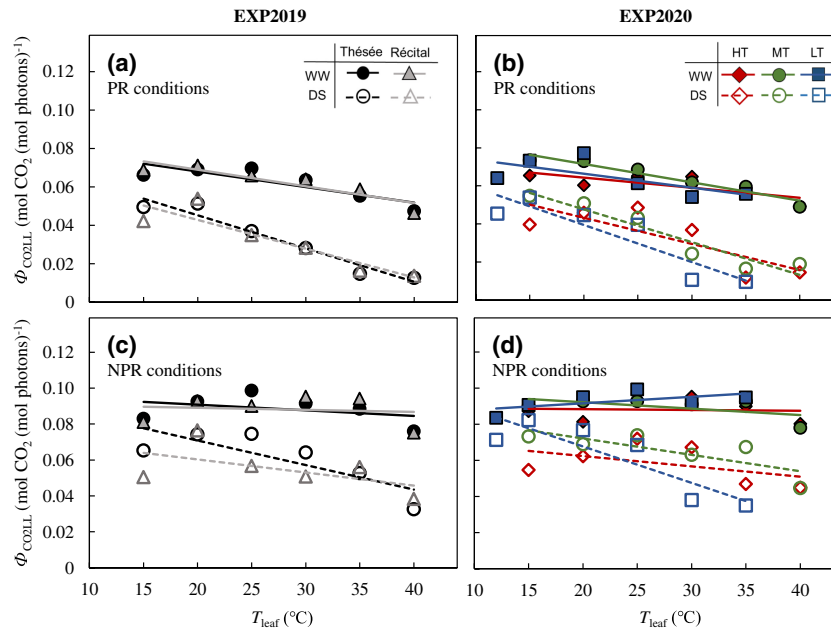 EXP2019
EXP2020
(a)
PR conditions
Thésée Récital
WW
DS
ΦCO2LL (mol CO2 (mol photons)-1)
0.12
0.10
0.08
0.06
0.04
0.02
0
(b)
PR conditions
HT MT LT
WW
DS
(c)
NPR conditions
ΦCO2LL (mol CO2 (mol photons)-1)
0.12
0.10
0.08
0.06
0.04
0.02
0
(d)
NPR conditions
10 15 20 25 30 35 40
10 15 20 25 30 35 40
Tleaf (°C)
Tleaf (°C)